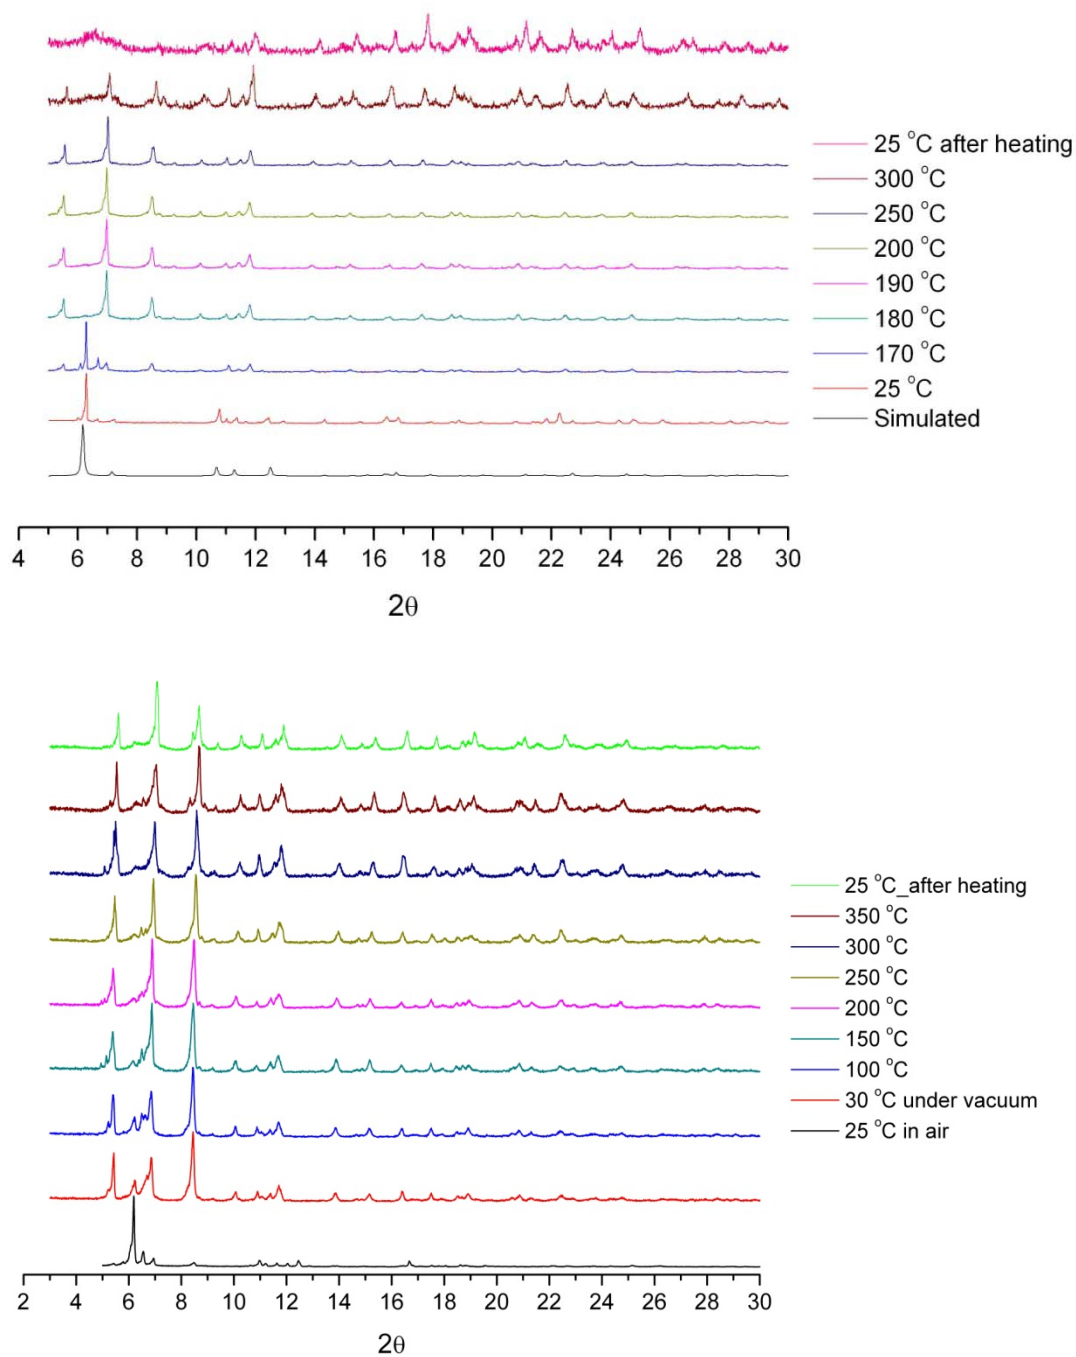 25 °C after heating
300 °C
250 °C
200 °C
190 °C
180 °C
170 °C
25 °C
Simulated
4 6 8 10 12 14 16 18 20 22 24 26 28 30
2θ
25 °C_after heating
350 °C
300 °C
250 °C
200 °C
150 °C
100 °C
30 °C under vacuum
25 °C in air
2 4 6 8 10 12 14 16 18 20 22 24 26 28 30
2θ